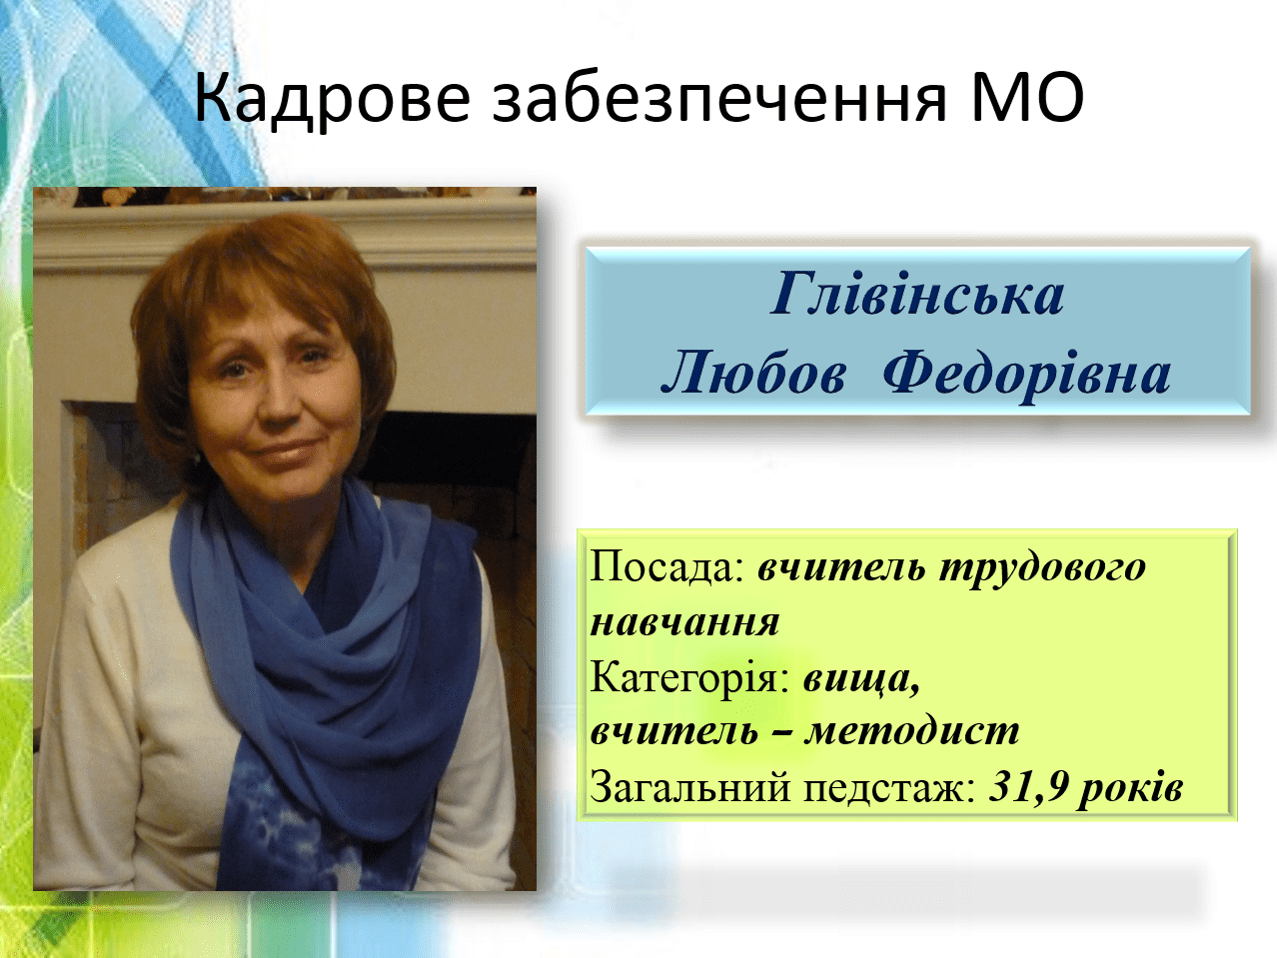 Кадрове забезпечення МО
Глівінська
Любов Федорівна
Посада: вчитель трудового
навчання
Категорія: вища,
вчитель – методист
Загальний педстаж: 31,9 років